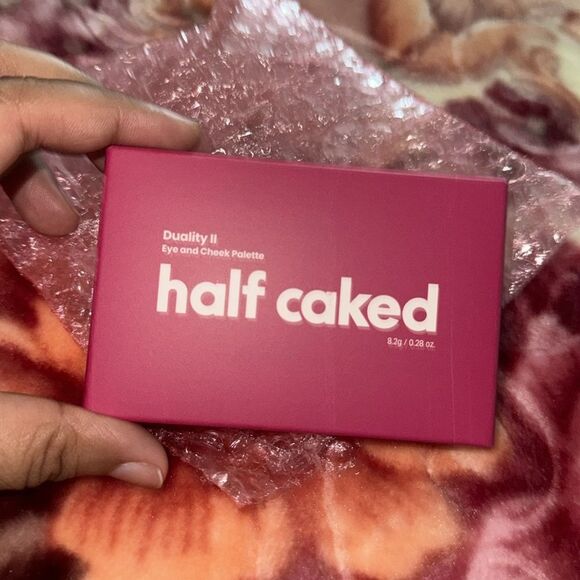 Duality II
Eye and Cheek Palette
half caked
8.2g / 0.28 oz.